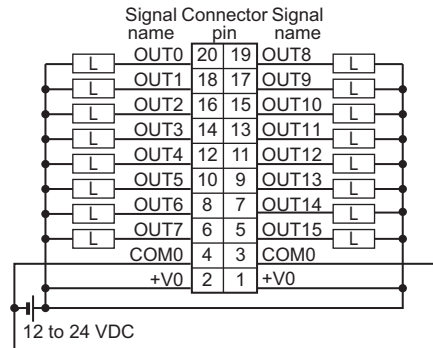 Signal Connector Signal
name pin name
L OUT0 20 19 OUT8 L
L OUT1 18 17 OUT9 L
L OUT2 16 15 OUT10 L
L OUT3 14 13 OUT11 L
L OUT4 12 11 OUT12 L
L OUT5 10 9 OUT13 L
L OUT6 8 7 OUT14 L
L OUT7 6 5 OUT15 L
COM0 4 3 COM0
+V0 2 1 +V0
12 to 24 VDC